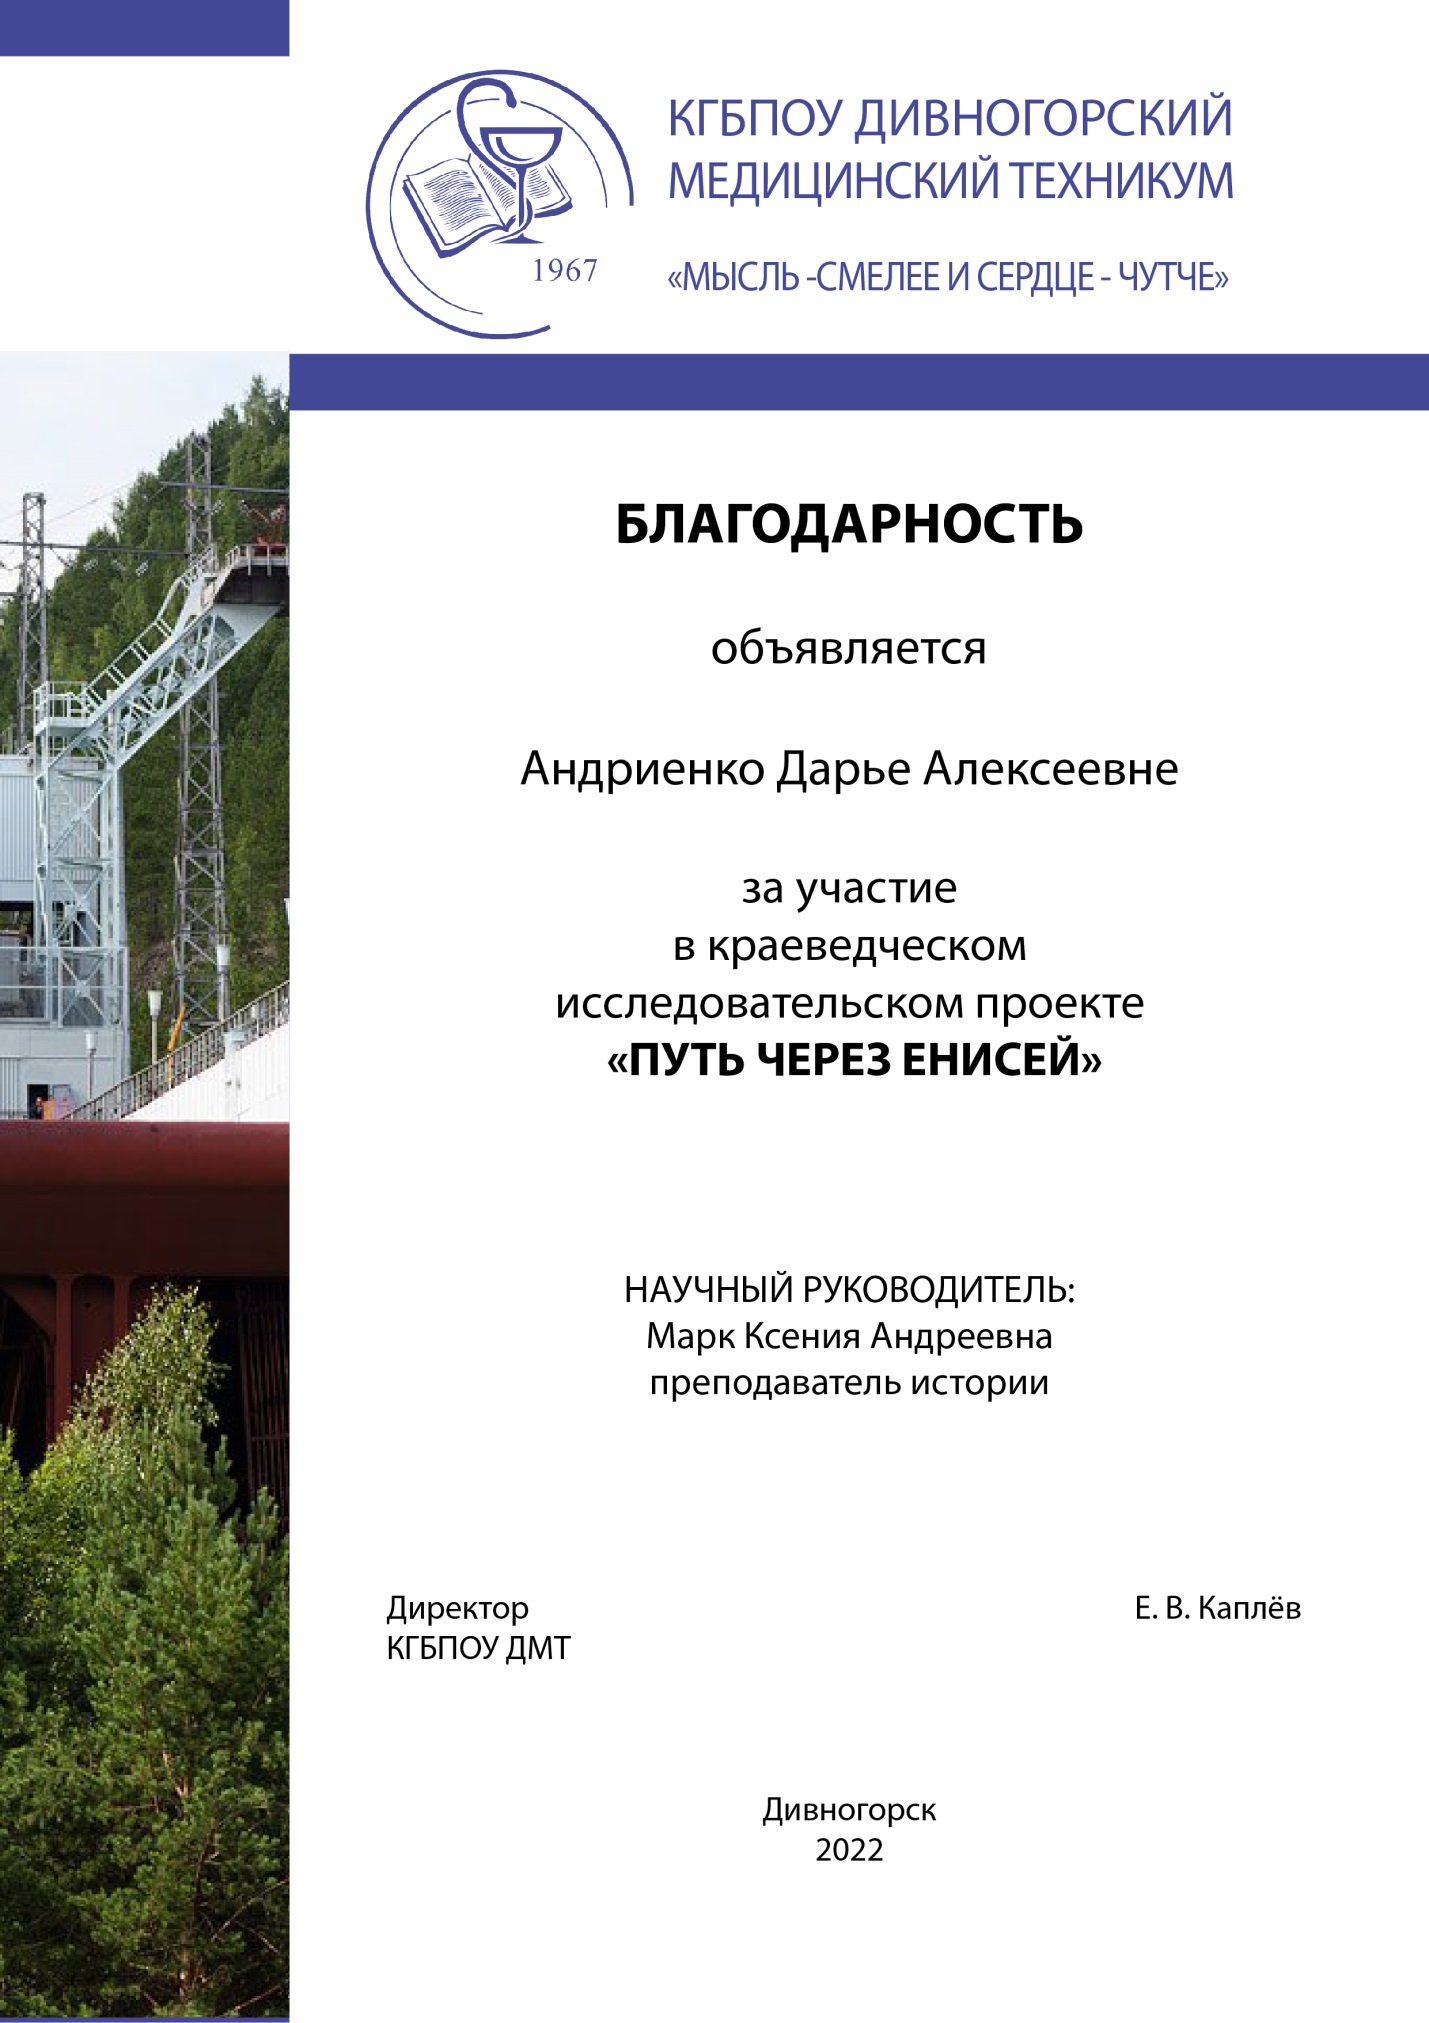 КГБПОУ ДИВНОГОРСКИЙ
МЕДИЦИНСКИЙ ТЕХНИКУМ
«МЫСЛЬ -СМЕЛЕЕ И СЕРДЦЕ - ЧУТЧЕ»
1967
БЛАГОДАРНОСТЬ
объявляется
Андриенко Дарье Алексеевне
за участие
в краеведческом
исследовательском проекте
«ПУТЬ ЧЕРЕЗ ЕНИСЕЙ»
НАУЧНЫЙ РУКОВОДИТЕЛЬ:
Марк Ксения Андреевна
преподаватель истории
Директор
КГБПОУ ДМТ
Е. В. Каплёв
Дивногорск
2022